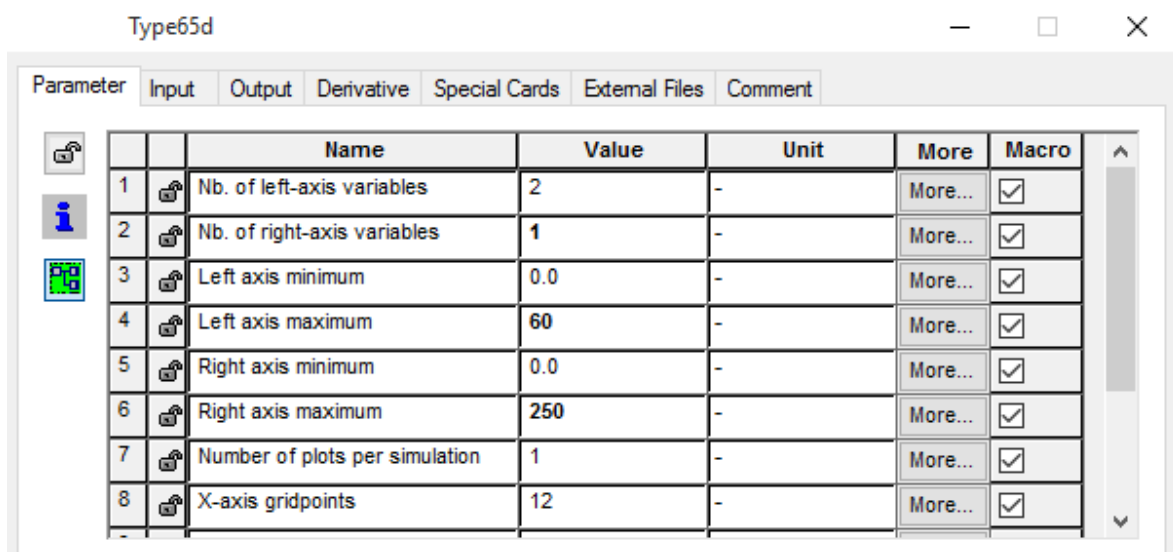 Type65d
Parameter Input Output Derivative Special Cards External Files Comment
Name Value Unit More Macro
1 Nb. of left-axis variables 2 - More...
2 Nb. of right-axis variables 1 - More...
3 Left axis minimum 0.0 - More...
4 Left axis maximum 60 - More...
5 Right axis minimum 0.0 - More...
6 Right axis maximum 250 - More...
7 Number of plots per simulation 1 - More...
8 X-axis gridpoints 12 - More...